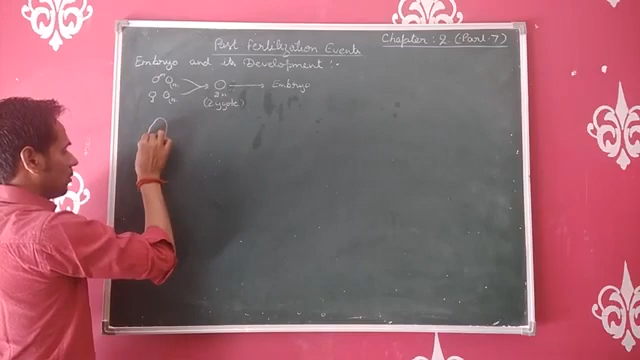 Chapter : 2. (Part-7)
Post Fertilization Events
Embryo and its Development :-
♂ (n)
♀ (n)
2n
(Zygote)
Embryo